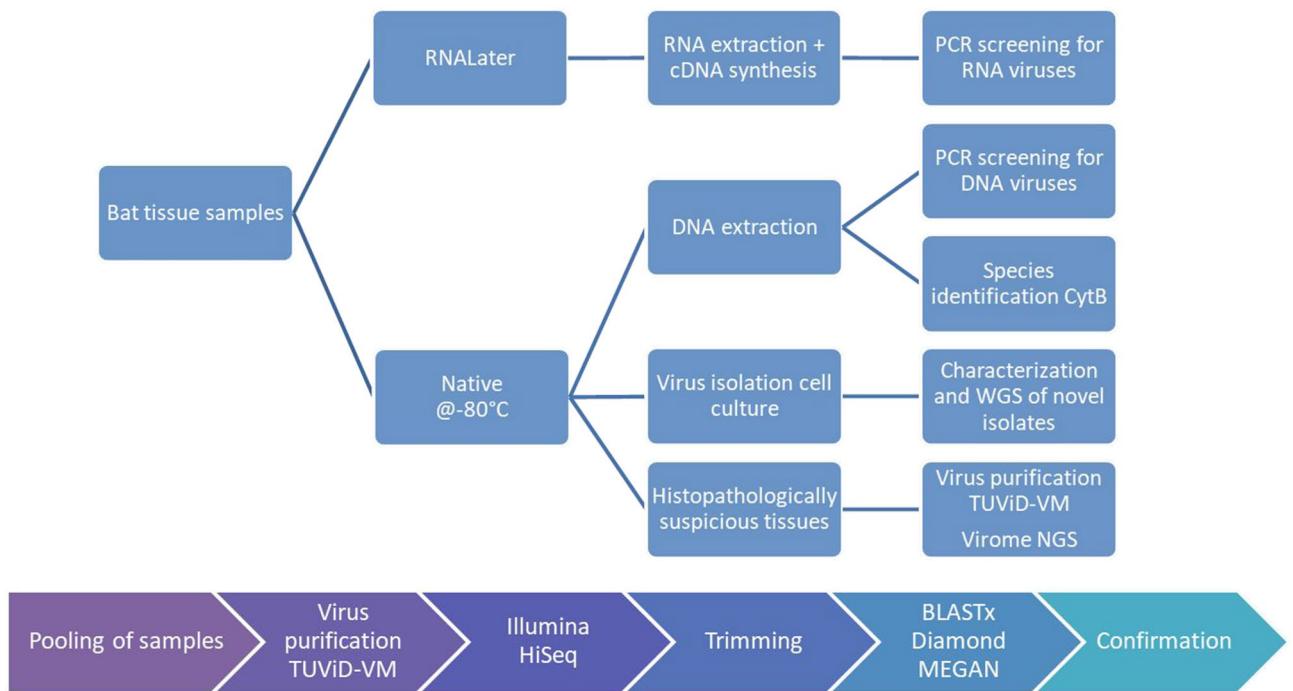 RNALater
RNA extraction +
cDNA synthesis
PCR screening for
RNA viruses
Bat tissue samples
DNA extraction
PCR screening for
DNA viruses
Species
identification CytB
Native
@-80°C
Virus isolation cell
culture
Characterization
and WGS of novel
isolates
Histopathologically
suspicious tissues
Virus purification
TUViD-VM
Virome NGS
Pooling of samples
Virus
purification
TUViD-VM
Illumina
HiSeq
Trimming
BLASTx
Diamond
MEGAN
Confirmation